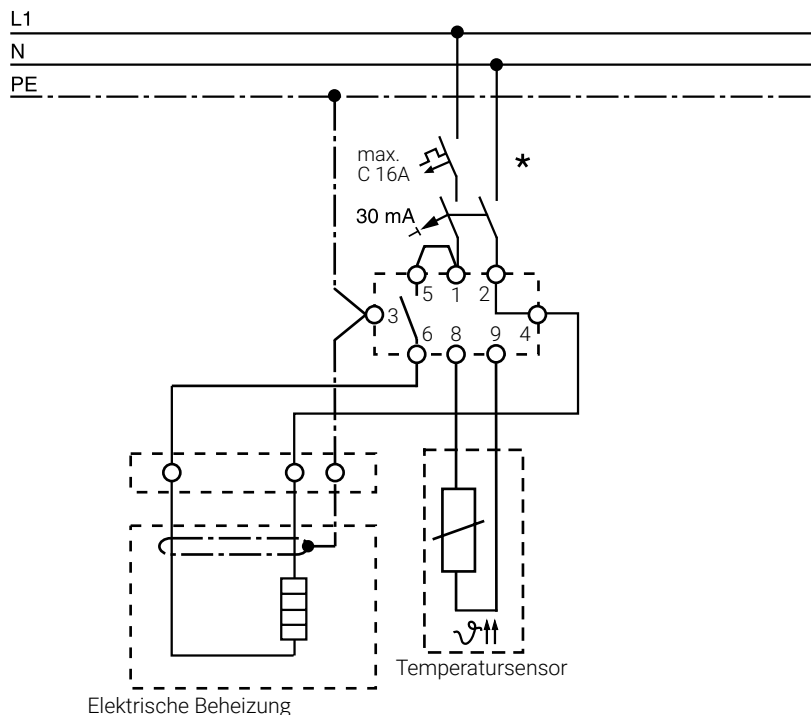 L1
N
PE
max.
C 16A
*
30 mA
5 1 2
3 4
6 8 9
ϑ
Temperatursensor
Elektrische Beheizung